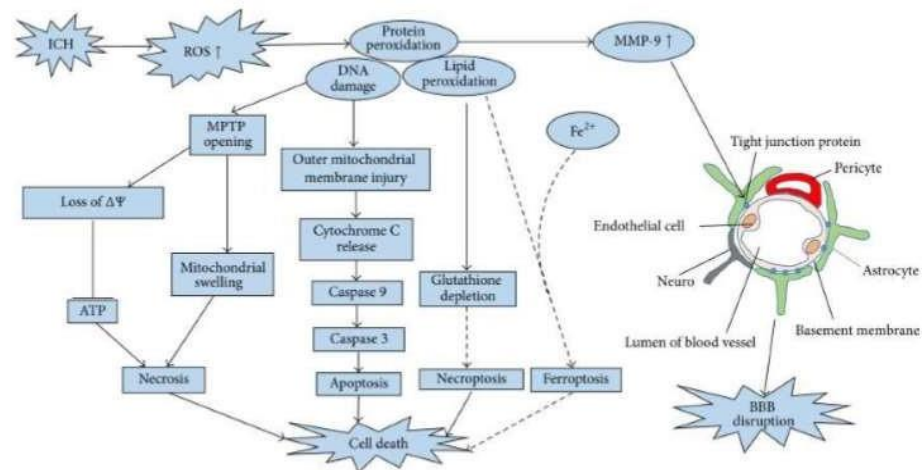 ICH
ROS ↑
Protein
peroxidation
MMP-9 ↑
DNA
damage
Lipid
peroxidation
MPTP
opening
Fe²⁺
Tight junction protein
Pericyte
Outer mitochondrial
membrane injury
Loss of ΔΨ
Endothelial cell
Cytochrome C
release
Mitochondrial
swelling
Neuro
Astrocyte
Caspase 9
Glutathione
depletion
ATP
Basement membrane
Lumen of blood vessel
Caspase 3
Necrosis
Apoptosis
Necroptosis
Ferroptosis
BBB
disruption
Cell death